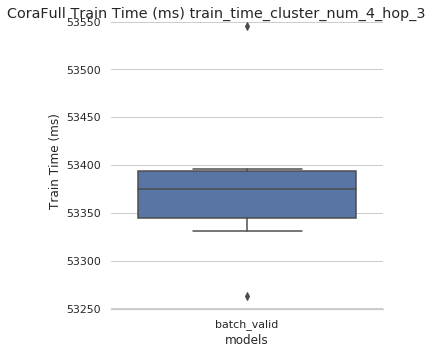 CoraFull Train Time (ms) train_time_cluster_num_4_hop_3
53550
53500
53450
53400
53350
53300
53250
Train Time (ms)
batch_valid
models